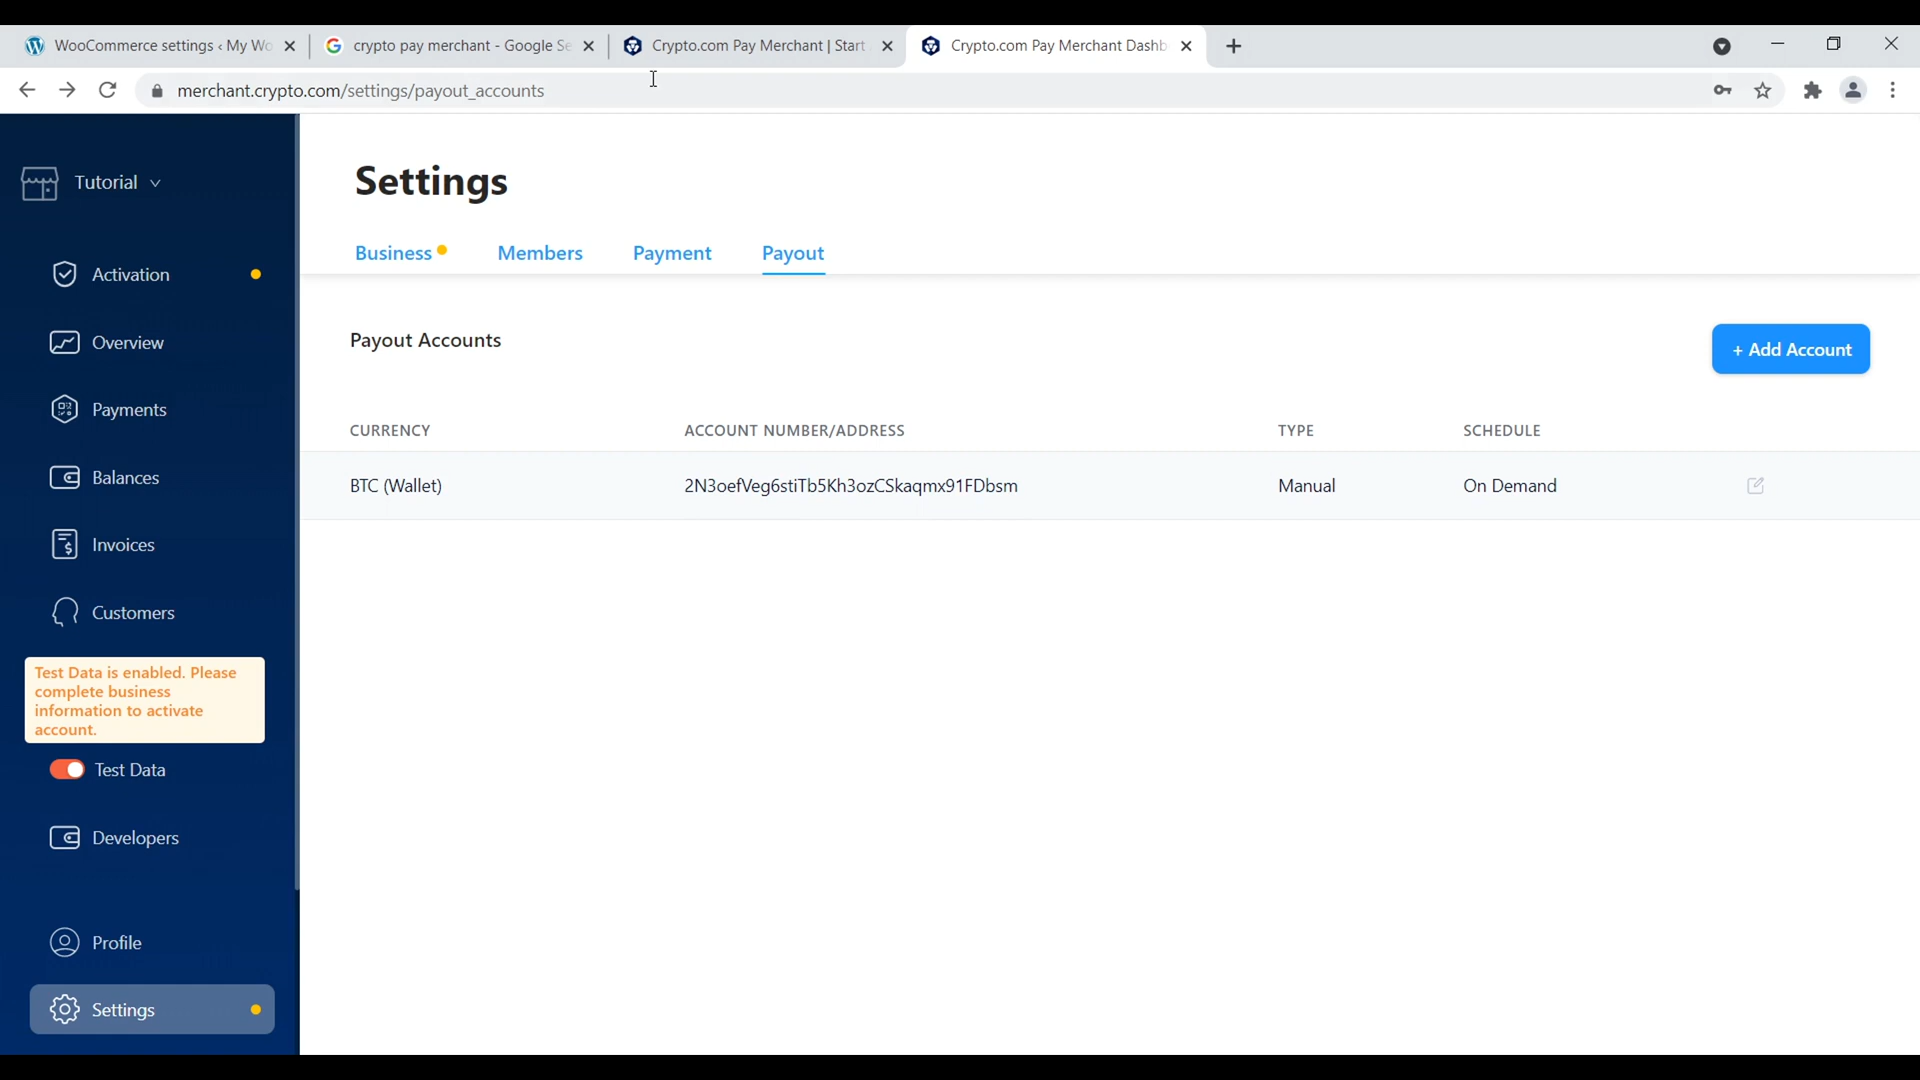 WooCommerce settings ‹ My Wo
crypto pay merchant - Google Se
Crypto.com Pay Merchant | Start
Crypto.com Pay Merchant Dashb
merchant.crypto.com/settings/payout_accounts
Tutorial
Activation
Overview
Payments
Balances
Invoices
Customers
Test Data is enabled. Please
complete business
information to activate
account.
Test Data
Developers
Profile
Settings
Settings
Business
Members
Payment
Payout
Payout Accounts
+ Add Account
CURRENCY
ACCOUNT NUMBER/ADDRESS
TYPE
SCHEDULE
BTC (Wallet)
2N3oefVeg6stiTb5Kh3ozCSkaqmx91FDbsm
Manual
On Demand